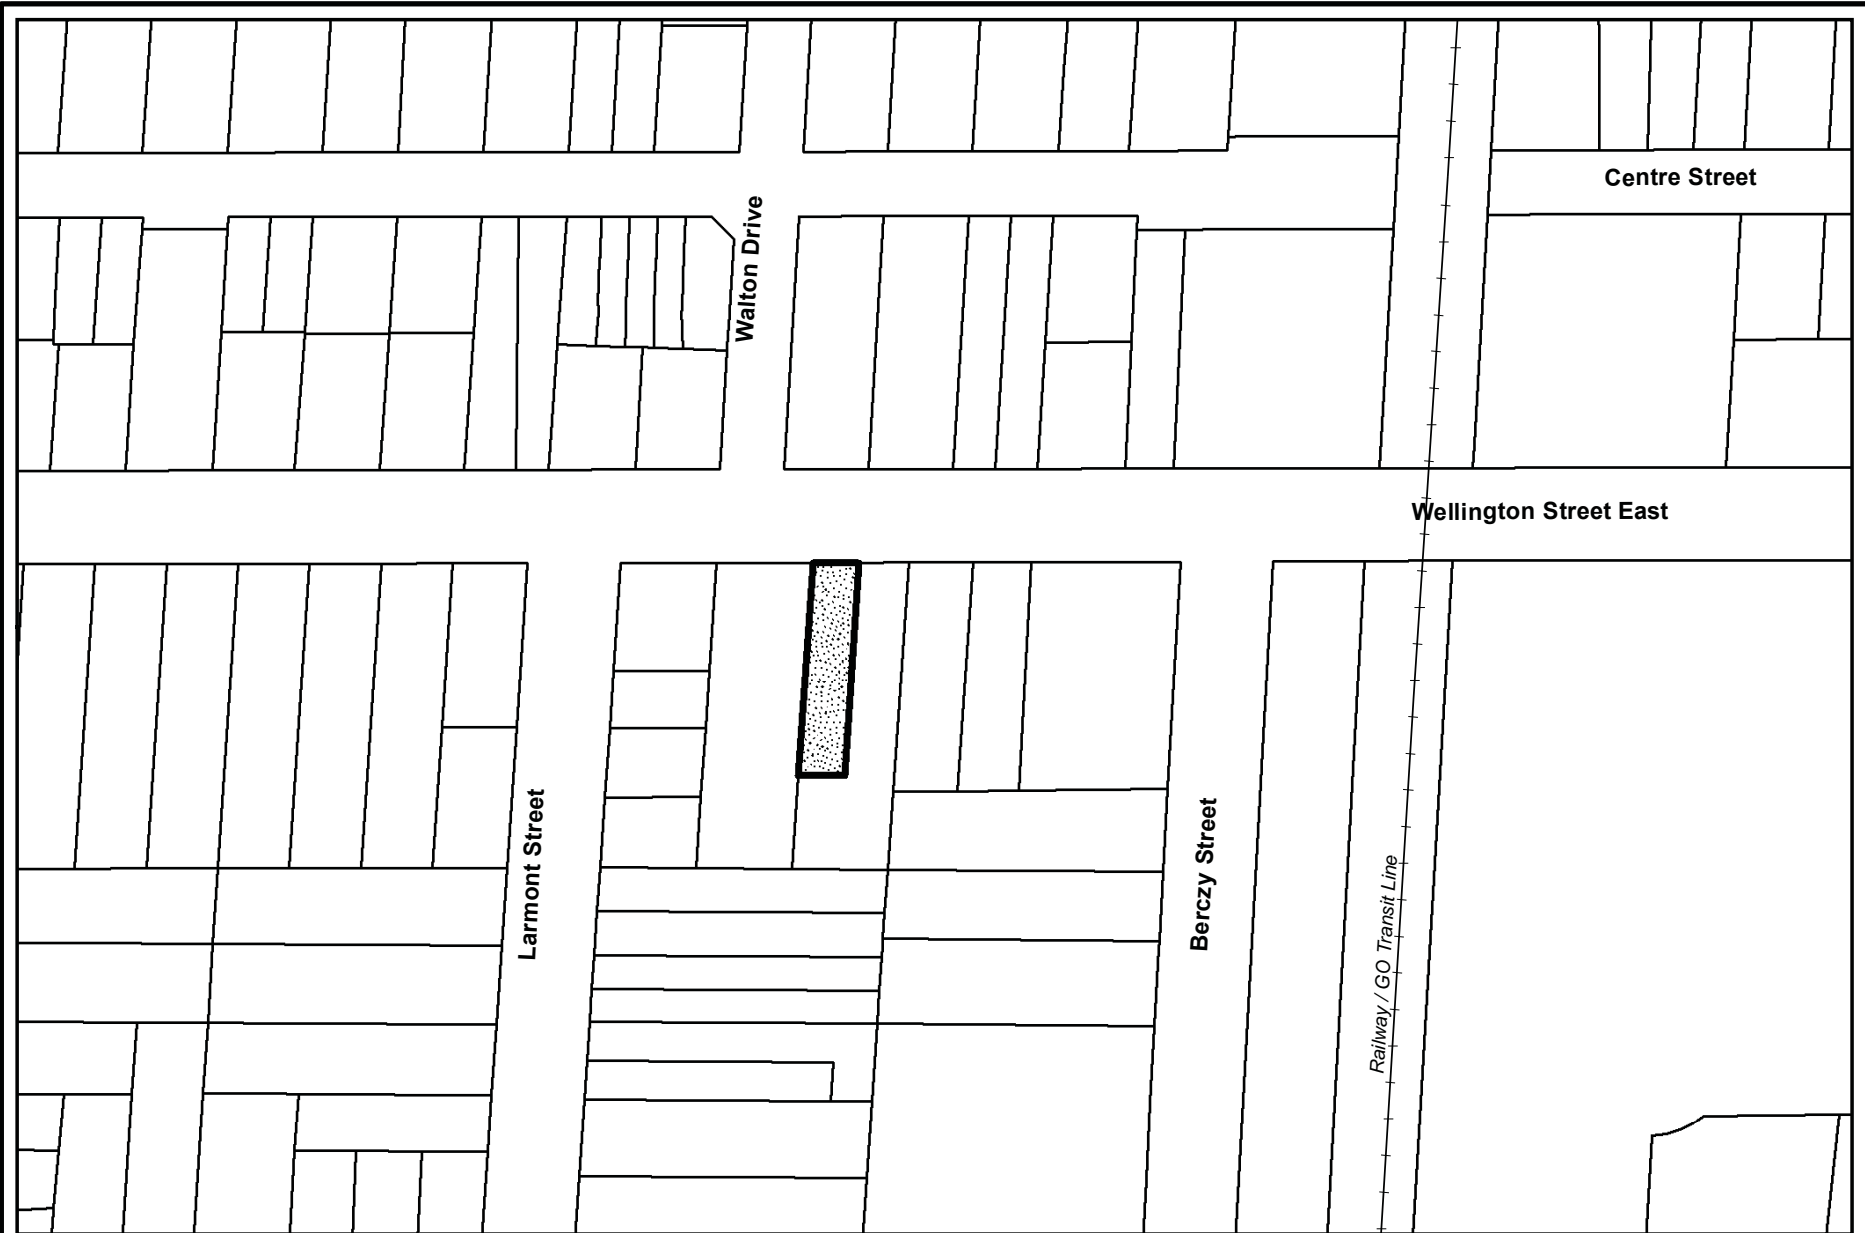 Centre Street
Walton Drive
Wellington Street East
Larmont Street
Berczy Street
Railway / GO Transit Line